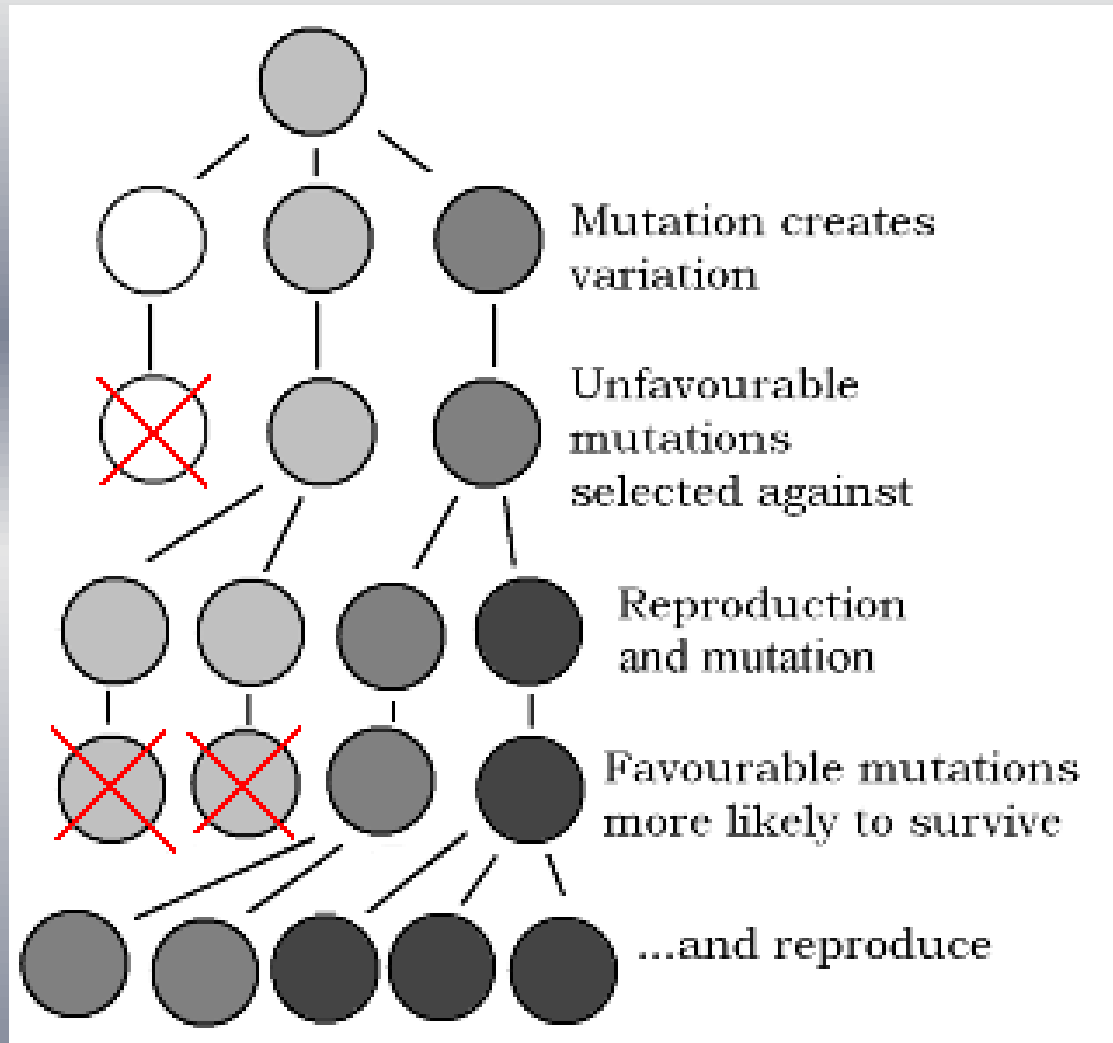 Mutation creates
variation
Unfavourable
mutations
selected against
Reproduction
and mutation
Favourable mutations
more likely to survive
...and reproduce